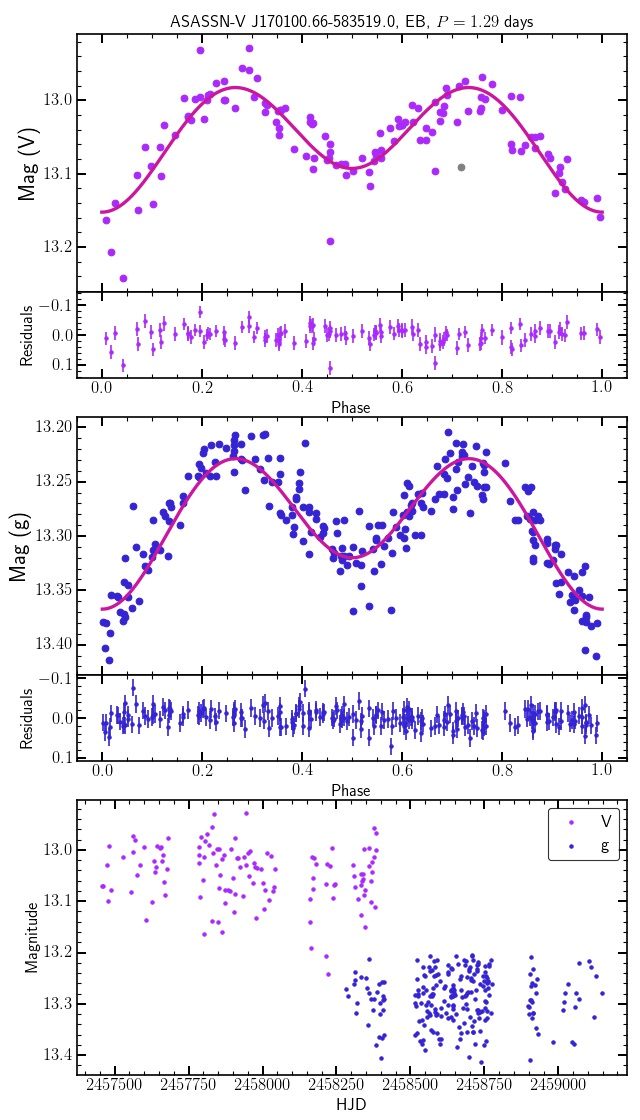 ASASSN-V J170100.66-583519.0, EB, P = 1.29 days
Mag (V)
13.0
13.1
13.2
Residuals
−0.1
0.0
0.1
0.0 0.2 0.4 0.6 0.8 1.0
Phase
Mag (g)
13.20
13.25
13.30
13.35
13.40
Residuals
−0.1
0.0
0.1
0.0 0.2 0.4 0.6 0.8 1.0
Phase
Magnitude
V
g
13.0
13.1
13.2
13.3
13.4
2457500 2457750 2458000 2458250 2458500 2458750 2459000
HJD